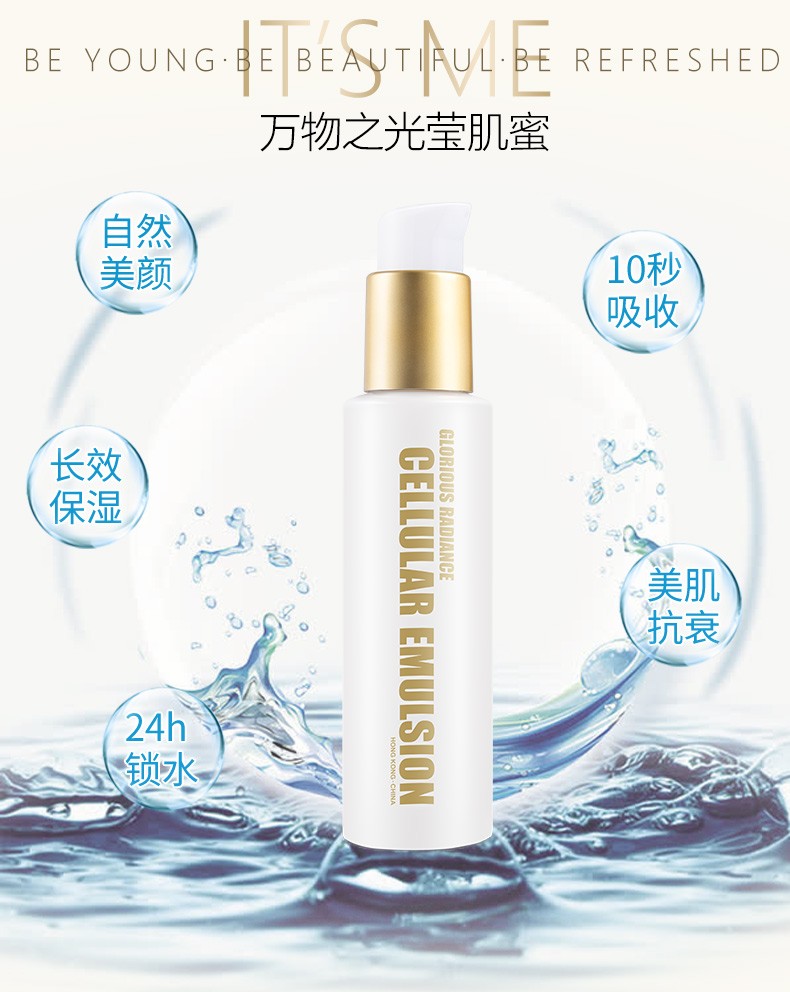 IT'S ME
BE YOUNG·BE BEAUTIFUL·BE REFRESHED
万物之光莹肌蜜
自然
美颜
10秒
吸收
长效
保湿
美肌
抗衰
24h
锁水
GLORIOUS RADIANCE
CELLULAR EMULSION
HONG KONG·CHINA